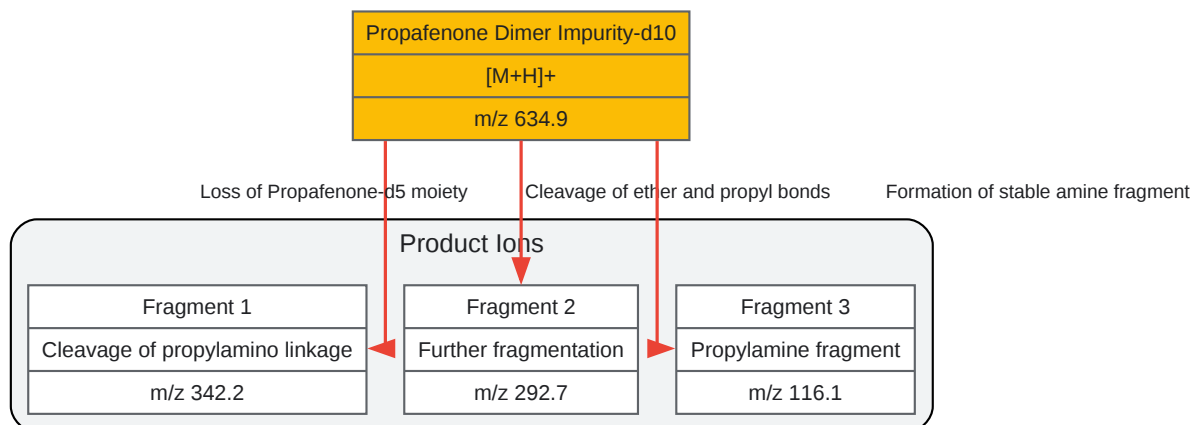 Propafenone Dimer Impurity-d10
[M+H]+
m/z 634.9
Loss of Propafenone-d5 moiety
Cleavage of ether and propyl bonds
Formation of stable amine fragment
Product Ions
Fragment 1
Cleavage of propylamino linkage
m/z 342.2
Fragment 2
Further fragmentation
m/z 292.7
Fragment 3
Propylamine fragment
m/z 116.1